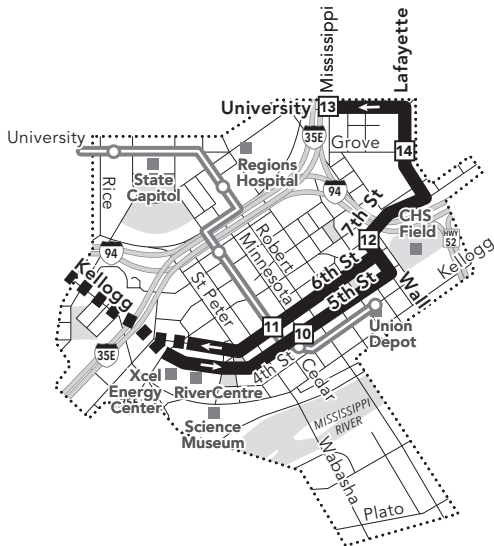 Mississippi
Lafayette
University
13
35E
14
University
Grove
Regions
Hospital
State
Capitol
Rice
94
7th St
CHS
Field
HWY
52
12
94
Robert
Minnesota
Kellogg
Kellogg
6th St
5th St
Wall
St Peter
11
10
Union
Depot
35E
4th St
Cedar
Xcel
Energy
Center
RiverCentre
Science
Museum
MISSISSIPPI
RIVER
Wabasha
Plato